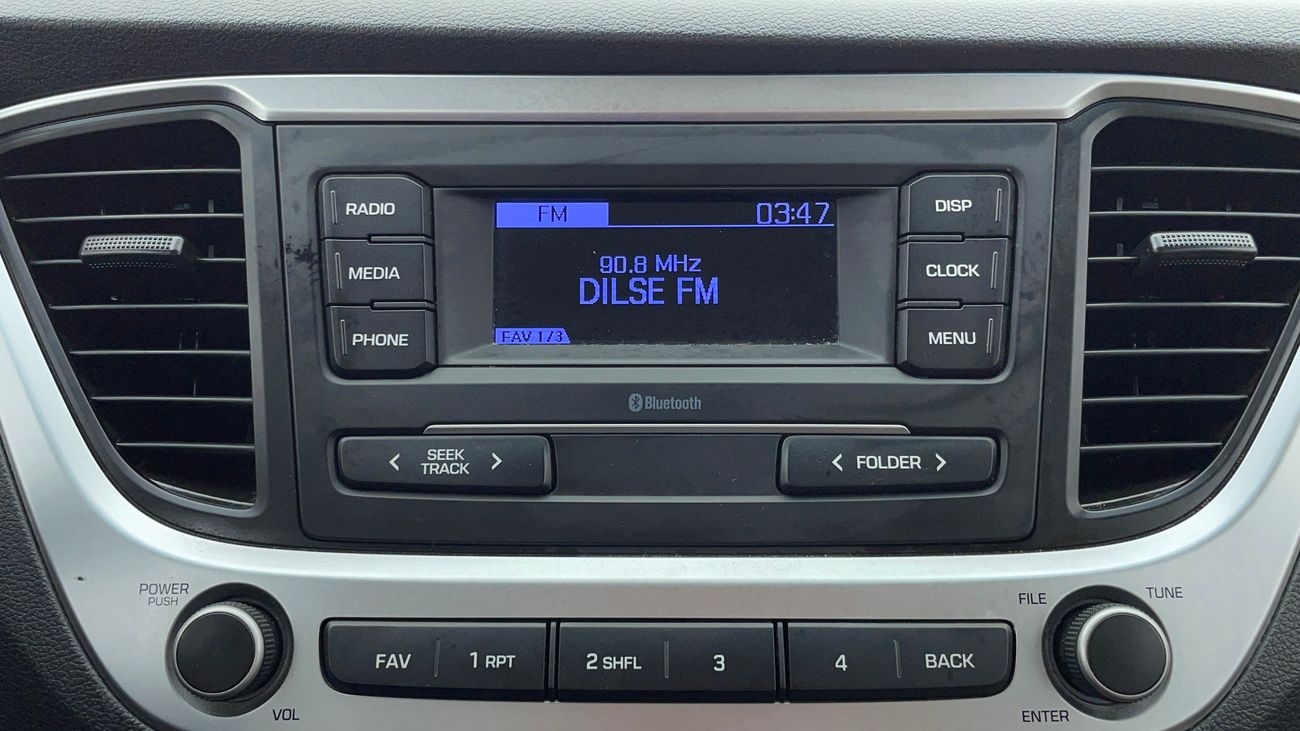 RADIO
MEDIA
PHONE
FM 03:47
90.8 MHz
DILSE FM
FAV 1/3
DISP
CLOCK
MENU
Bluetooth
< SEEK TRACK >
< FOLDER >
POWER
PUSH
VOL
FAV
1 RPT
2 SHFL
3
4
BACK
FILE
TUNE
ENTER